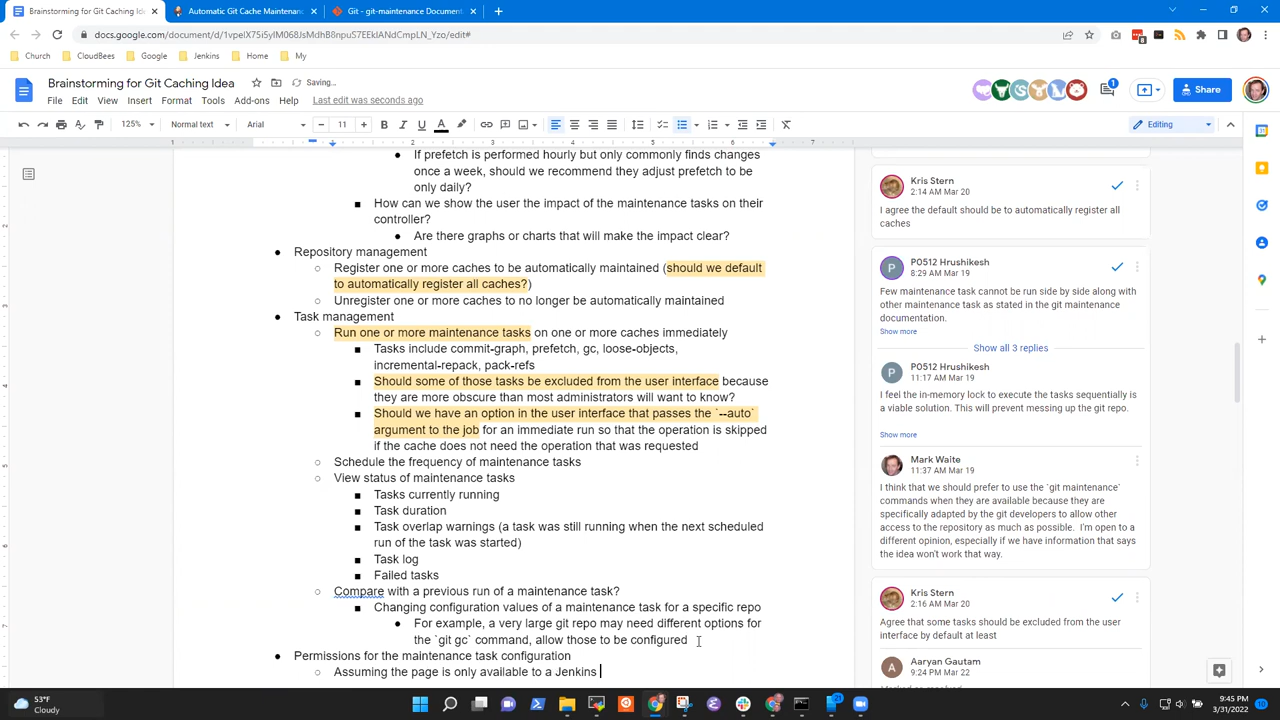 Brainstorming for Git Caching Ide
Automatic Git Cache Maintenanc
Git - git-maintenance Document
docs.google.com/document/d/1vpelX75i5ylM068JsMdhB8npuS7EEklANdCmpLN_Yzo/edit#
Church
CloudBees
Google
Jenkins
Home
My
Brainstorming for Git Caching Idea
Saving...
File Edit View Insert Format Tools Add-ons Help Last edit was seconds ago
1
Share
125% Normal text Arial 11 Editing
If prefetch is performed hourly but only commonly finds changes
once a week, should we recommend they adjust prefetch to be
only daily?
How can we show the user the impact of the maintenance tasks on their
controller?
Are there graphs or charts that will make the impact clear?
Repository management
Register one or more caches to be automatically maintained (should we default
to automatically register all caches?)
Unregister one or more caches to no longer be automatically maintained
Task management
Run one or more maintenance tasks on one or more caches immediately
Tasks include commit-graph, prefetch, gc, loose-objects,
incremental-repack, pack-refs
Should some of those tasks be excluded from the user interface because
they are more obscure than most administrators will want to know?
Should we have an option in the user interface that passes the `--auto`
argument to the job for an immediate run so that the operation is skipped
if the cache does not need the operation that was requested
Schedule the frequency of maintenance tasks
View status of maintenance tasks
Tasks currently running
Task duration
Task overlap warnings (a task was still running when the next scheduled
run of the task was started)
Task log
Failed tasks
Compare with a previous run of a maintenance task?
Changing configuration values of a maintenance task for a specific repo
For example, a very large git repo may need different options for
the `git gc` command, allow those to be configured
Permissions for the maintenance task configuration
Assuming the page is only available to a Jenkins
Kris Stern
2:14 AM Mar 20
I agree the default should be to automatically register all
caches
P
P0512 Hrushikesh
8:29 AM Mar 19
Few maintenance task cannot be run side by side along with
other maintenance task as stated in the git maintenance
documentation.
Show more
Show all 3 replies
P
P0512 Hrushikesh
11:17 AM Mar 19
I feel the in-memory lock to execute the tasks sequentially is
a viable solution. This will prevent messing up the git repo.
Show more
Mark Waite
11:37 AM Mar 19
I think that we should prefer to use the `git maintenance`
commands when they are available because they are
specifically adapted by the git developers to allow other
access to the repository as much as possible. I'm open to a
different opinion, especially if we have information that says
the idea won't work that way.
Kris Stern
2:16 AM Mar 20
Agree that some tasks should be excluded from the user
interface by default at least
A
Aaryan Gautam
9:24 PM Mar 22
53°F
Cloudy
9:45 PM
3/31/2022